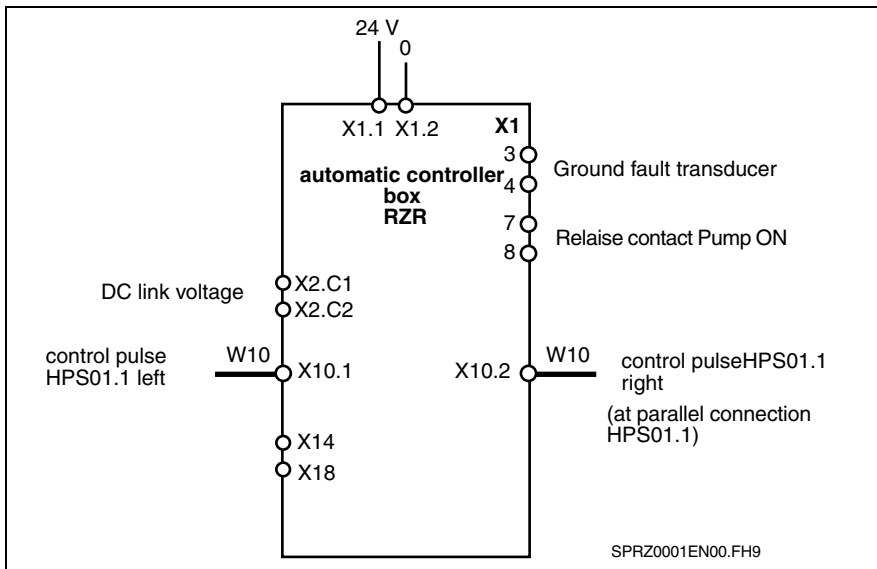 24 V
0
X1.1 X1.2
X1
3
4
Ground fault transducer
automatic controller
box
RZR
7
8
Relaise contact Pump ON
DC link voltage
X2.C1
X2.C2
control pulse
HPS01.1 left
W10
X10.1
X10.2
W10
control pulseHPS01.1
right
(at parallel connection
HPS01.1)
X14
X18
SPRZ0001EN00.FH9